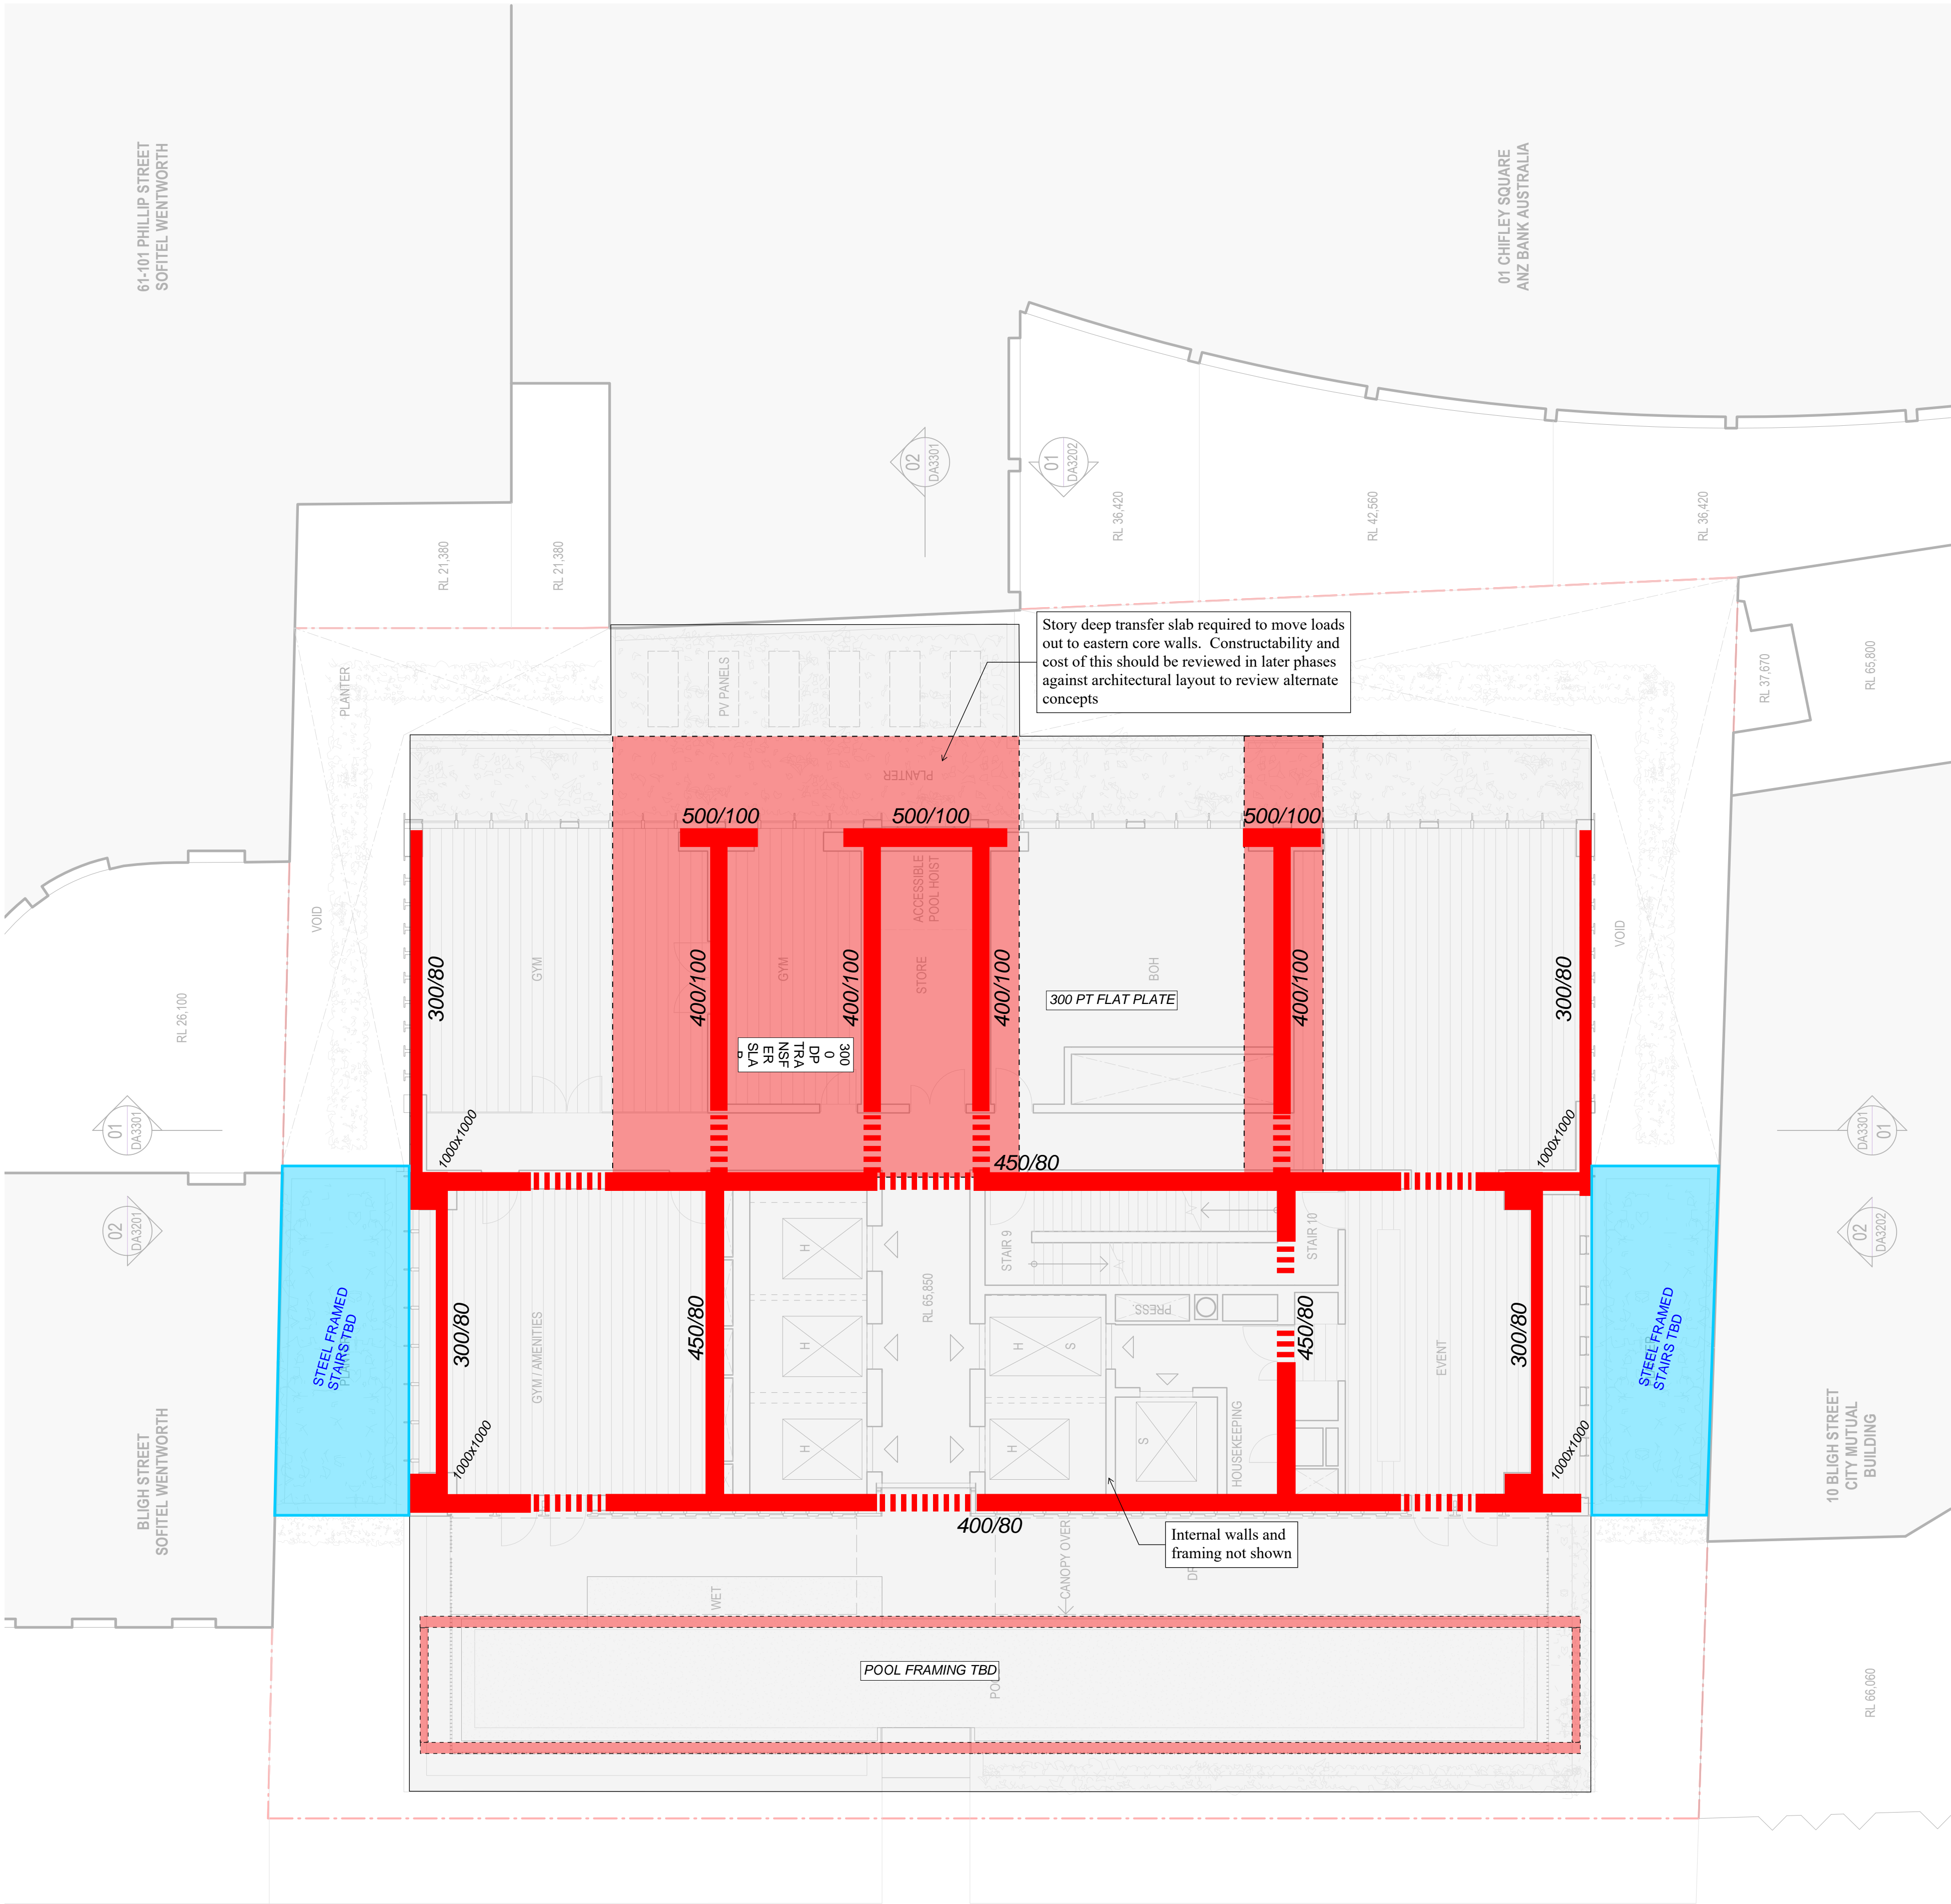 61-101 PHILLIP STREET
SOFITEL WENTWORTH
01 CHIFLEY SQUARE
ANZ BANK AUSTRALIA
02
DA3301
01
DA3202
RL 36,420
RL 42,560
RL 36,420
RL 21,380
RL 21,380
Story deep transfer slab required to move loads
out to eastern core walls. Constructability and
cost of this should be reviewed in later phases
against architectural layout to review alternate
concepts
PLANTER
PV PANELS
RL 37,670
RL 65,800
PLANTER
500/100
500/100
500/100
VOID
GYM
GYM
STORE
ACCESSIBLE
POOL HOIST
BOH
VOID
300/80
400/100
400/100
400/100
400/100
300/80
300 PT FLAT PLATE
RL 26,100
300
0
DP
TRA
NSF
ER
SLA
01
DA3301
1000x1000
1000x1000
DA3301
01
450/80
02
DA3201
02
DA3202
STAIR 9
STAIR 10
H
RL 65,850
PRESS
STEEL FRAMED
STAIRS TBD
300/80
GYM / AMENITIES
450/80
H
H
S
450/80
EVENT
300/80
STEEL FRAMED
STAIRS TBD
BLIGH STREET
SOFITEL WENTWORTH
1000x1000
H
H
S
HOUSEKEEPING
1000x1000
10 BLIGH STREET
CITY MUTUAL
BUILDING
400/80
Internal walls and
framing not shown
WET
CANOPY OVER
POOL FRAMING TBD
RL 66,060